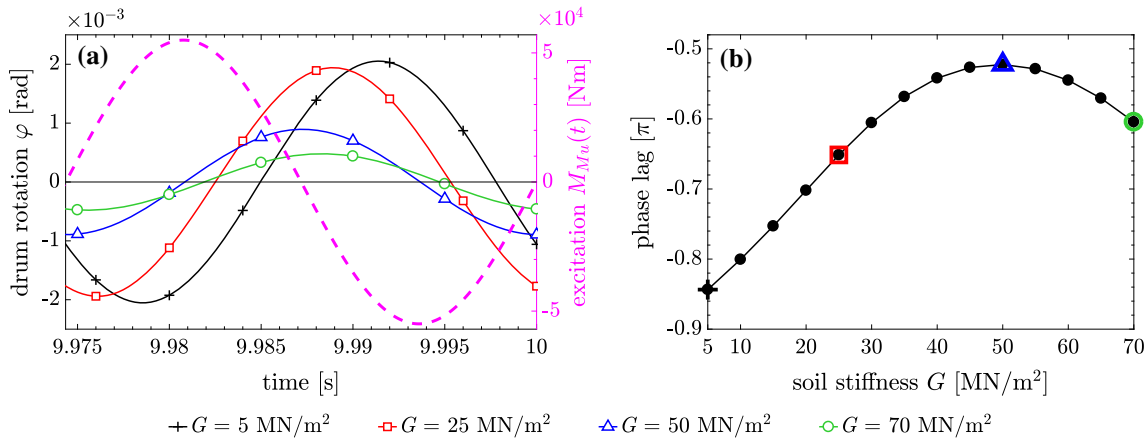 ×10⁻³
×10⁴
(a)
drum rotation φ [rad]
2
1
0
-1
-2
5
0
-5
excitation M_Mu(t) [Nm]
9.975
9.98
9.985
9.99
9.995
10
time [s]
(b)
phase lag [π]
-0.5
-0.6
-0.7
-0.8
-0.9
5
10
20
30
40
50
60
70
soil stiffness G [MN/m²]
G = 5 MN/m²
G = 25 MN/m²
G = 50 MN/m²
G = 70 MN/m²